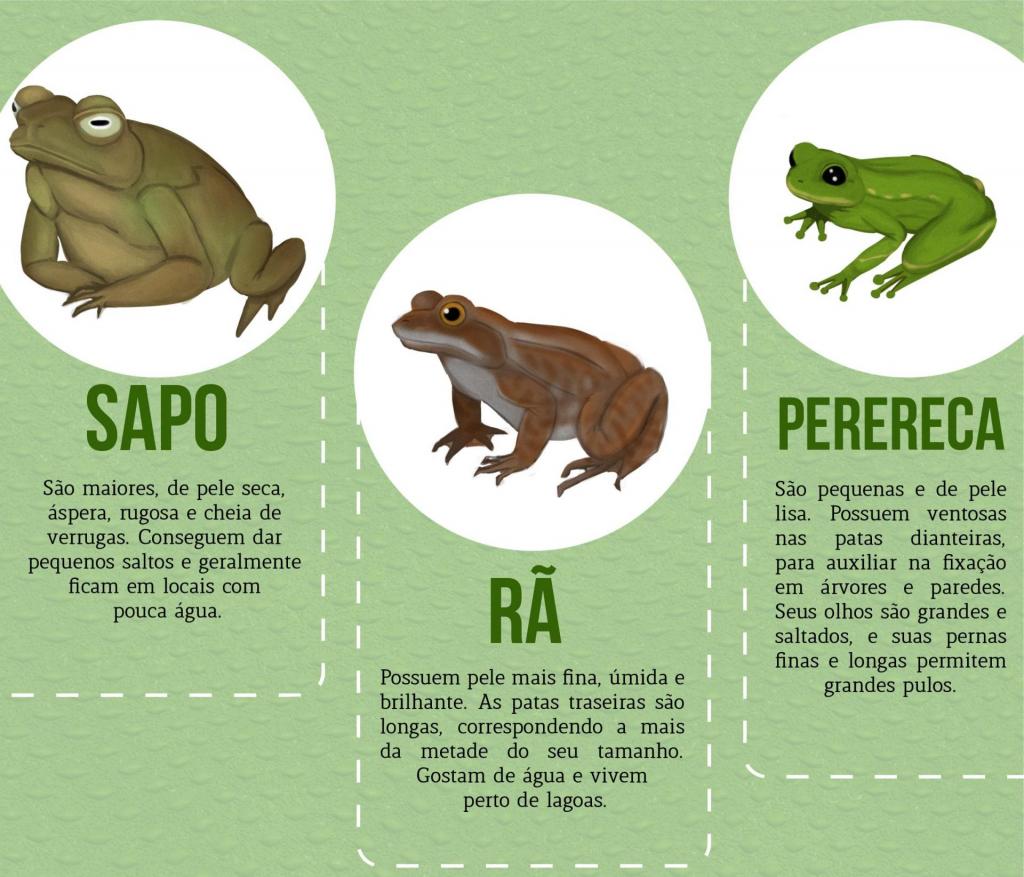 SAPO
São maiores, de pele seca,
áspera, rugosa e cheia de
verrugas. Conseguem dar
pequenos saltos e geralmente
ficam em locais com
pouca água.
RÃ
Possuem pele mais fina, úmida e
brilhante. As patas traseiras são
longas, correspondendo a mais
da metade do seu tamanho.
Gostam de água e vivem
perto de lagoas.
PERERECA
São pequenas e de pele
lisa. Possuem ventosas
nas patas dianteiras,
para auxiliar na fixação
em árvores e paredes.
Seus olhos são grandes e
saltados, e suas pernas
finas e longas permitem
grandes pulos.